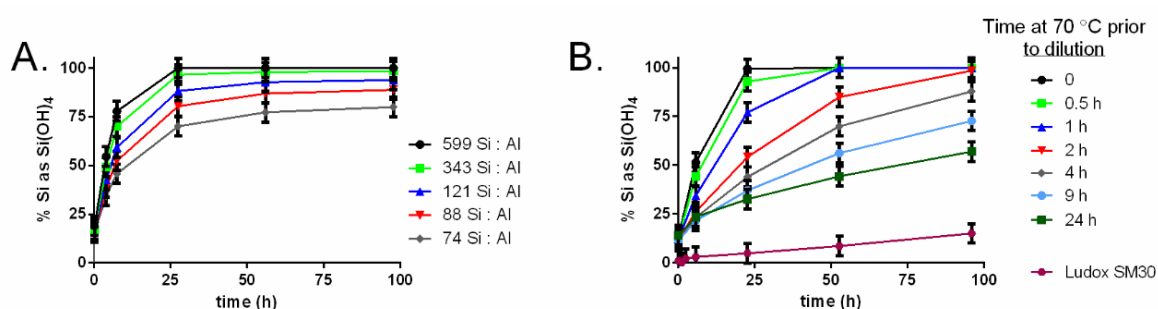 A.
% Si as Si(OH)4
100
75
50
25
0
0 25 50 75 100
time (h)
599 Si : Al
343 Si : Al
121 Si : Al
88 Si : Al
74 Si : Al
B.
% Si as Si(OH)4
100
75
50
25
0
0 25 50 75 100
time (h)
Time at 70 °C prior
to dilution
0
0.5 h
1 h
2 h
4 h
9 h
24 h
Ludox SM30